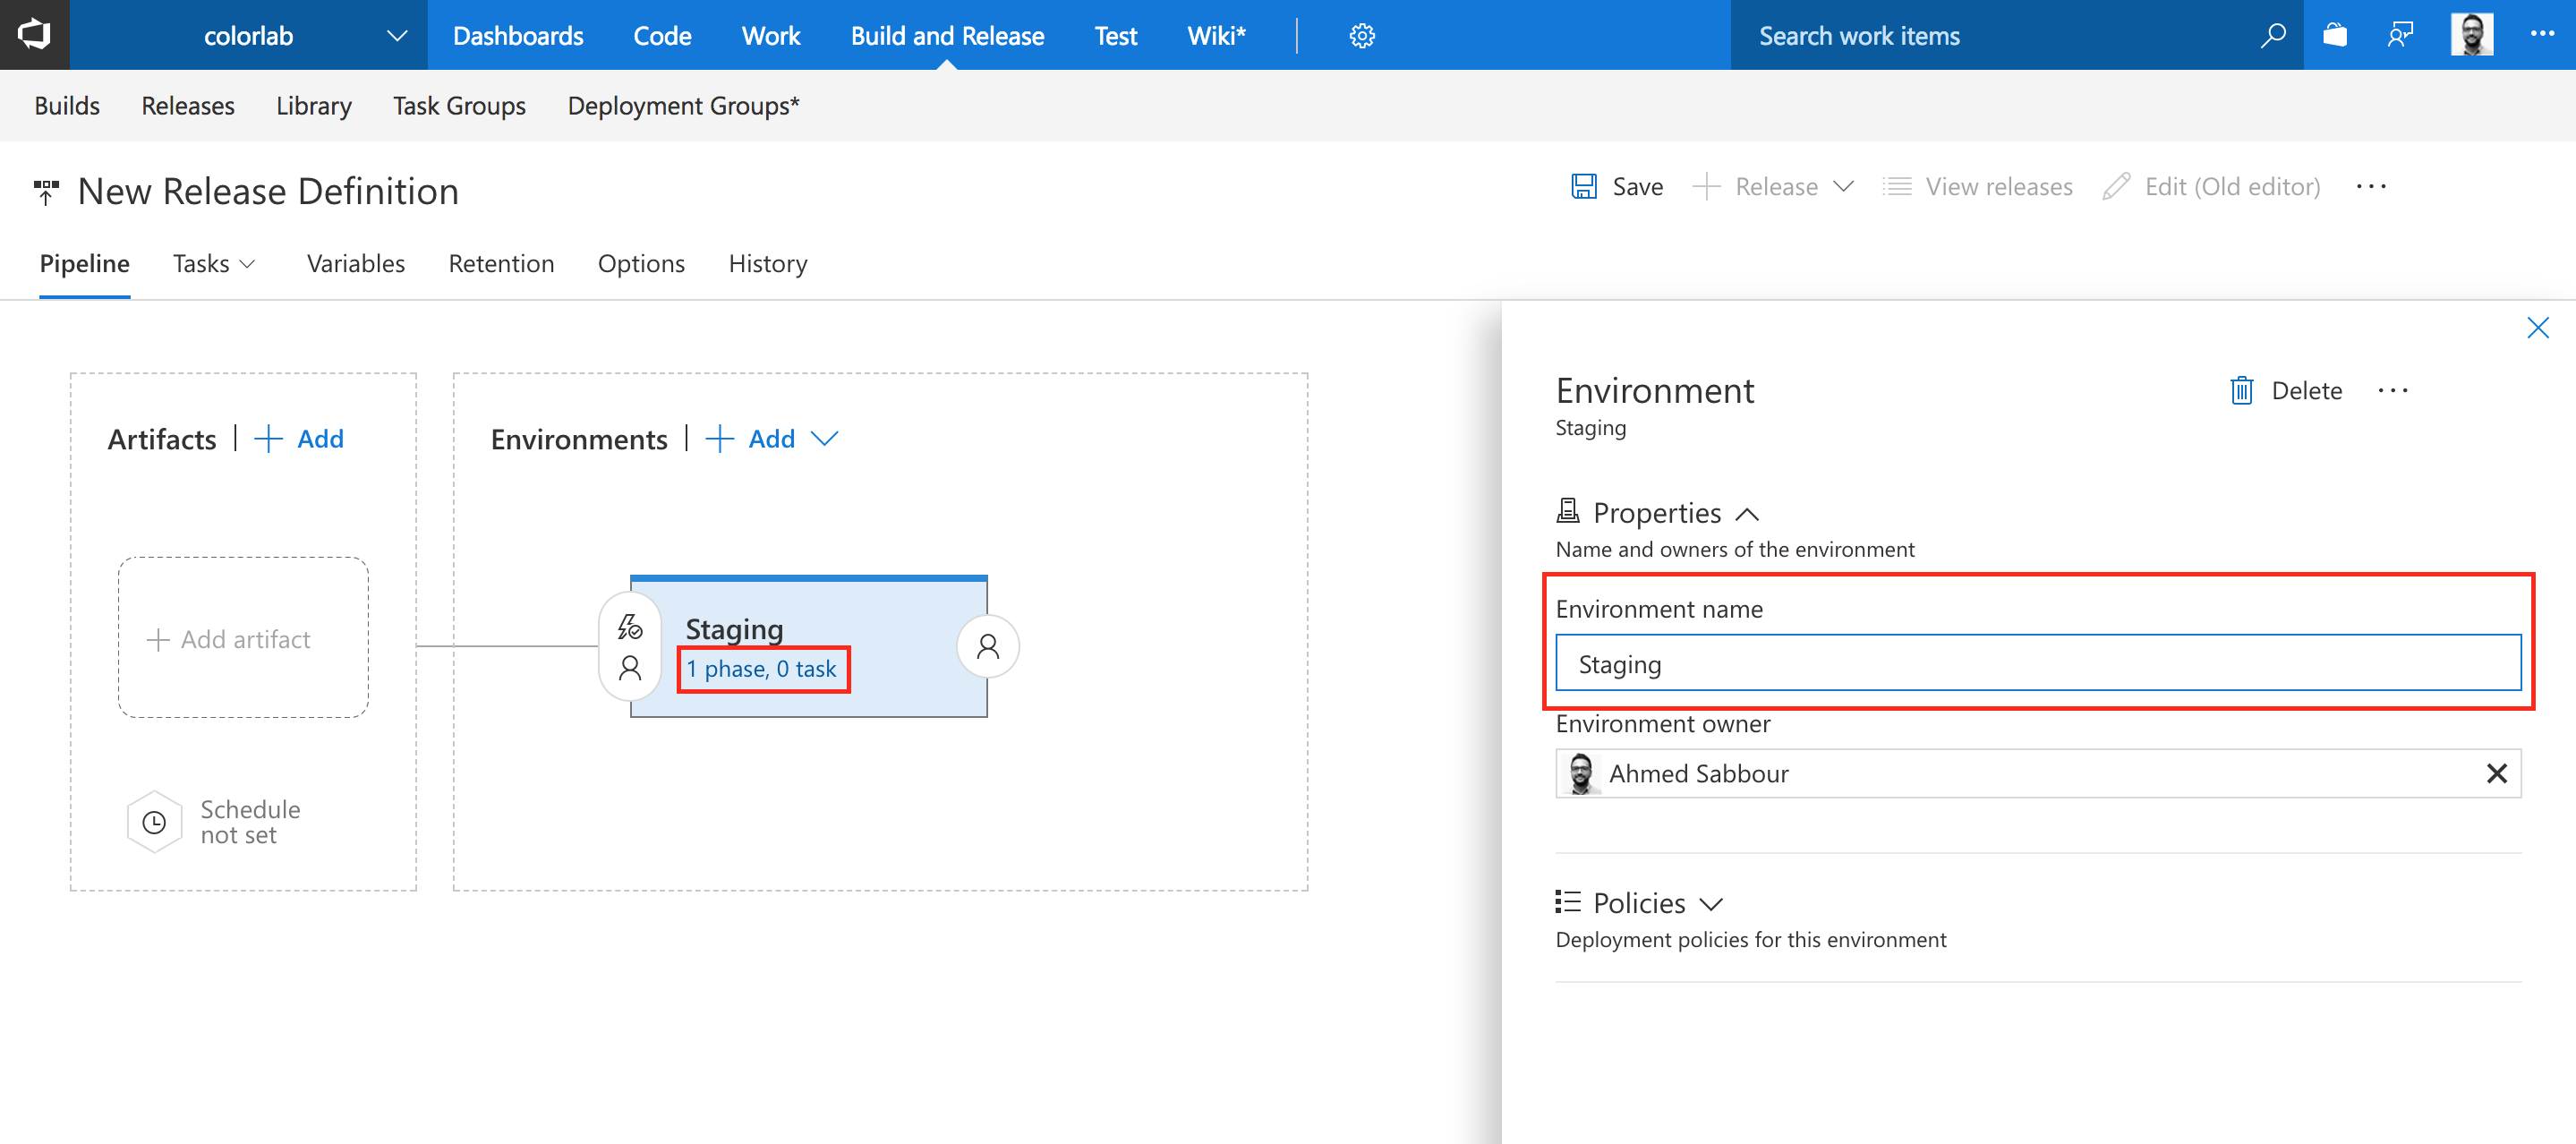 colorlab
Dashboards
Code
Work
Build and Release
Test
Wiki*
Search work items
Builds
Releases
Library
Task Groups
Deployment Groups*
New Release Definition
Save
Release
View releases
Edit (Old editor)
Pipeline
Tasks
Variables
Retention
Options
History
Artifacts | + Add
Add artifact
Schedule
not set
Environments | + Add
Staging
1 phase, 0 task
Environment
Delete
Staging
Properties
Name and owners of the environment
Environment name
Staging
Environment owner
Ahmed Sabbour
Policies
Deployment policies for this environment